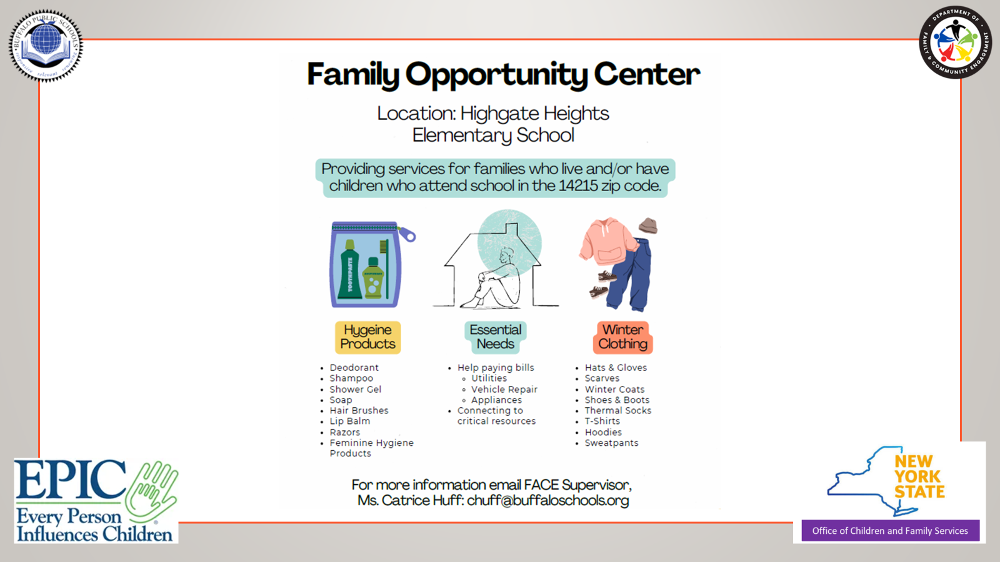 BUFFALO PUBLIC SCHOOLS
responsive relevant renewing
DEPARTMENT OF
FAMILY & COMMUNITY ENGAGEMENT
Family Opportunity Center
Location: Highgate Heights
Elementary School
Providing services for families who live and/or have
children who attend school in the 14215 zip code.
TOOTHPASTE
Hygeine
Products
• Deodorant
• Shampoo
• Shower Gel
• Soap
• Hair Brushes
• Lip Balm
• Razors
• Feminine Hygiene
Products
Essential
Needs
• Help paying bills
◦ Utilities
◦ Vehicle Repair
◦ Appliances
• Connecting to
critical resources
Winter
Clothing
• Hats & Gloves
• Scarves
• Winter Coats
• Shoes & Boots
• Thermal Socks
• T-Shirts
• Hoodies
• Sweatpants
For more information email FACE Supervisor,
Ms. Catrice Huff: chuff@buffaloschools.org
EPIC
Every Person
Influences Children
NEW
YORK
STATE
Office of Children and Family Services